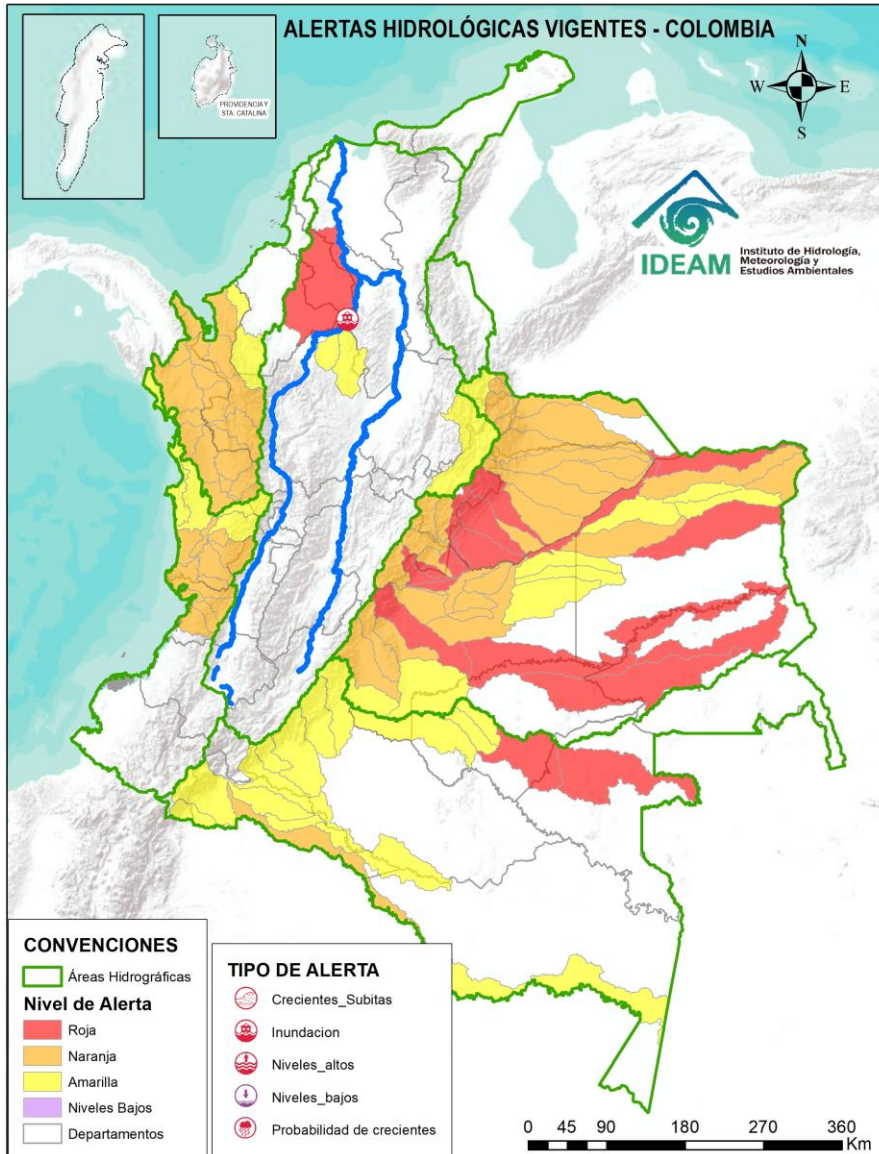 ALERTAS HIDROLÓGICAS VIGENTES - COLOMBIA
PROVIDENCIA Y
STA. CATALINA
N
W
E
S
IDEAM
Instituto de Hidrología,
Meteorología y
Estudios Ambientales
CONVENCIONES
Áreas Hidrográficas
Nivel de Alerta
Roja
Naranja
Amarilla
Niveles Bajos
Departamentos
TIPO DE ALERTA
Crecientes_Subitas
Inundacion
Niveles_altos
Niveles_bajos
Probabilidad de crecientes
0 45 90 180 270 360
Km